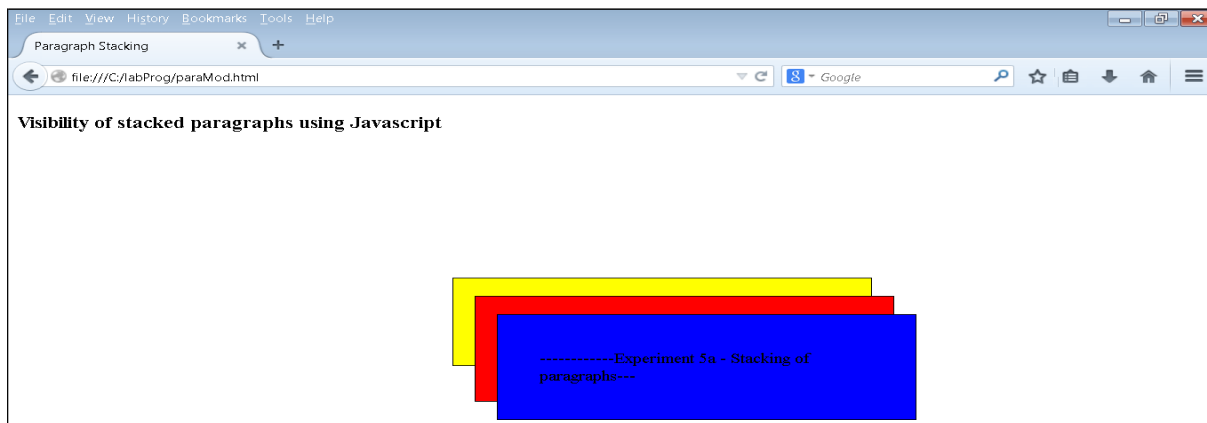 File Edit View History Bookmarks Tools Help
Paragraph Stacking
file:///C:/labProg/paraMod.html
8 Google
Visibility of stacked paragraphs using Javascript
------------Experiment 5a - Stacking of
paragraphs---